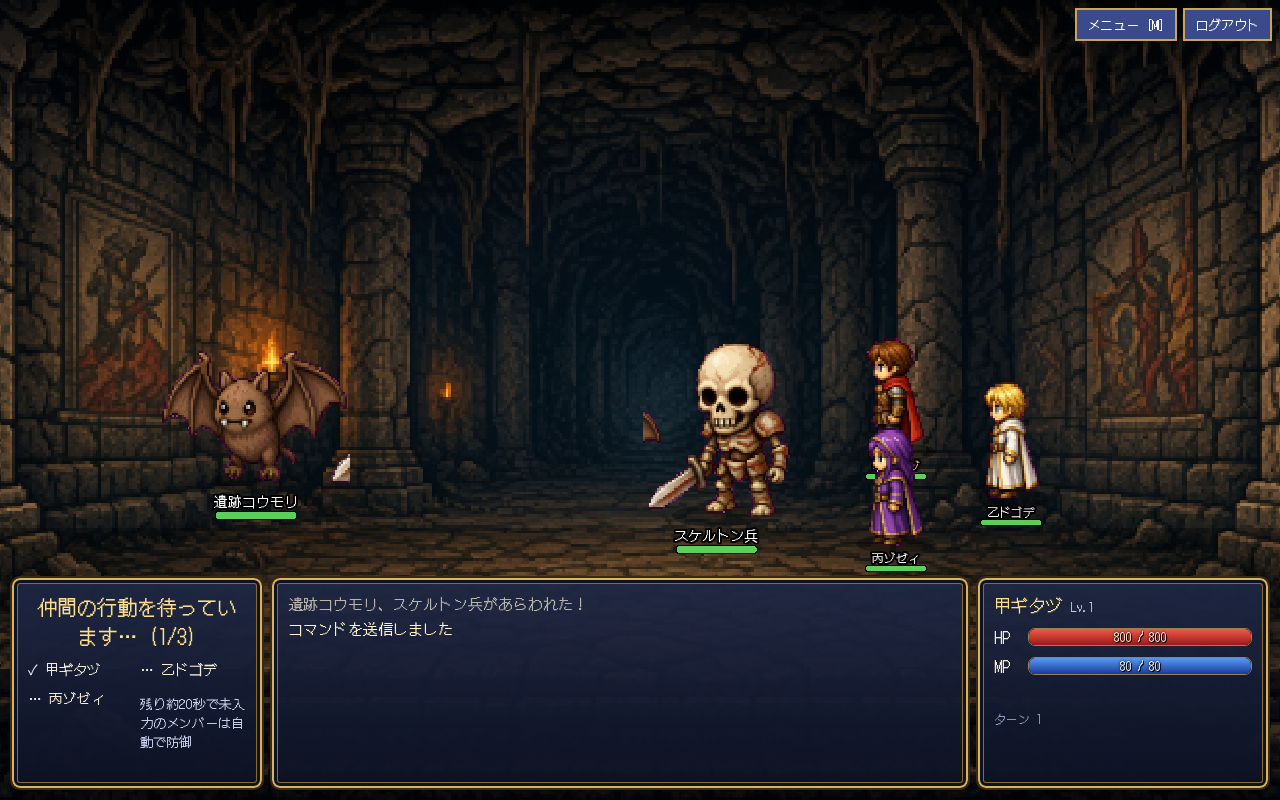 メニュー [M]
ログアウト
遺跡コウモリ
スケルトン兵
乙ドゴデ
丙ゾゼィ
仲間の行動を待ってい
ます… (1/3)
✓ 甲ギタヅ
… 乙ドゴデ
… 丙ゾゼィ
残り約20秒で未入
力のメンバーは自
動で防御
遺跡コウモリ、スケルトン兵があらわれた！
コマンドを送信しました
甲ギタヅ Lv.1
HP 800 / 800
MP 80 / 80
ターン 1